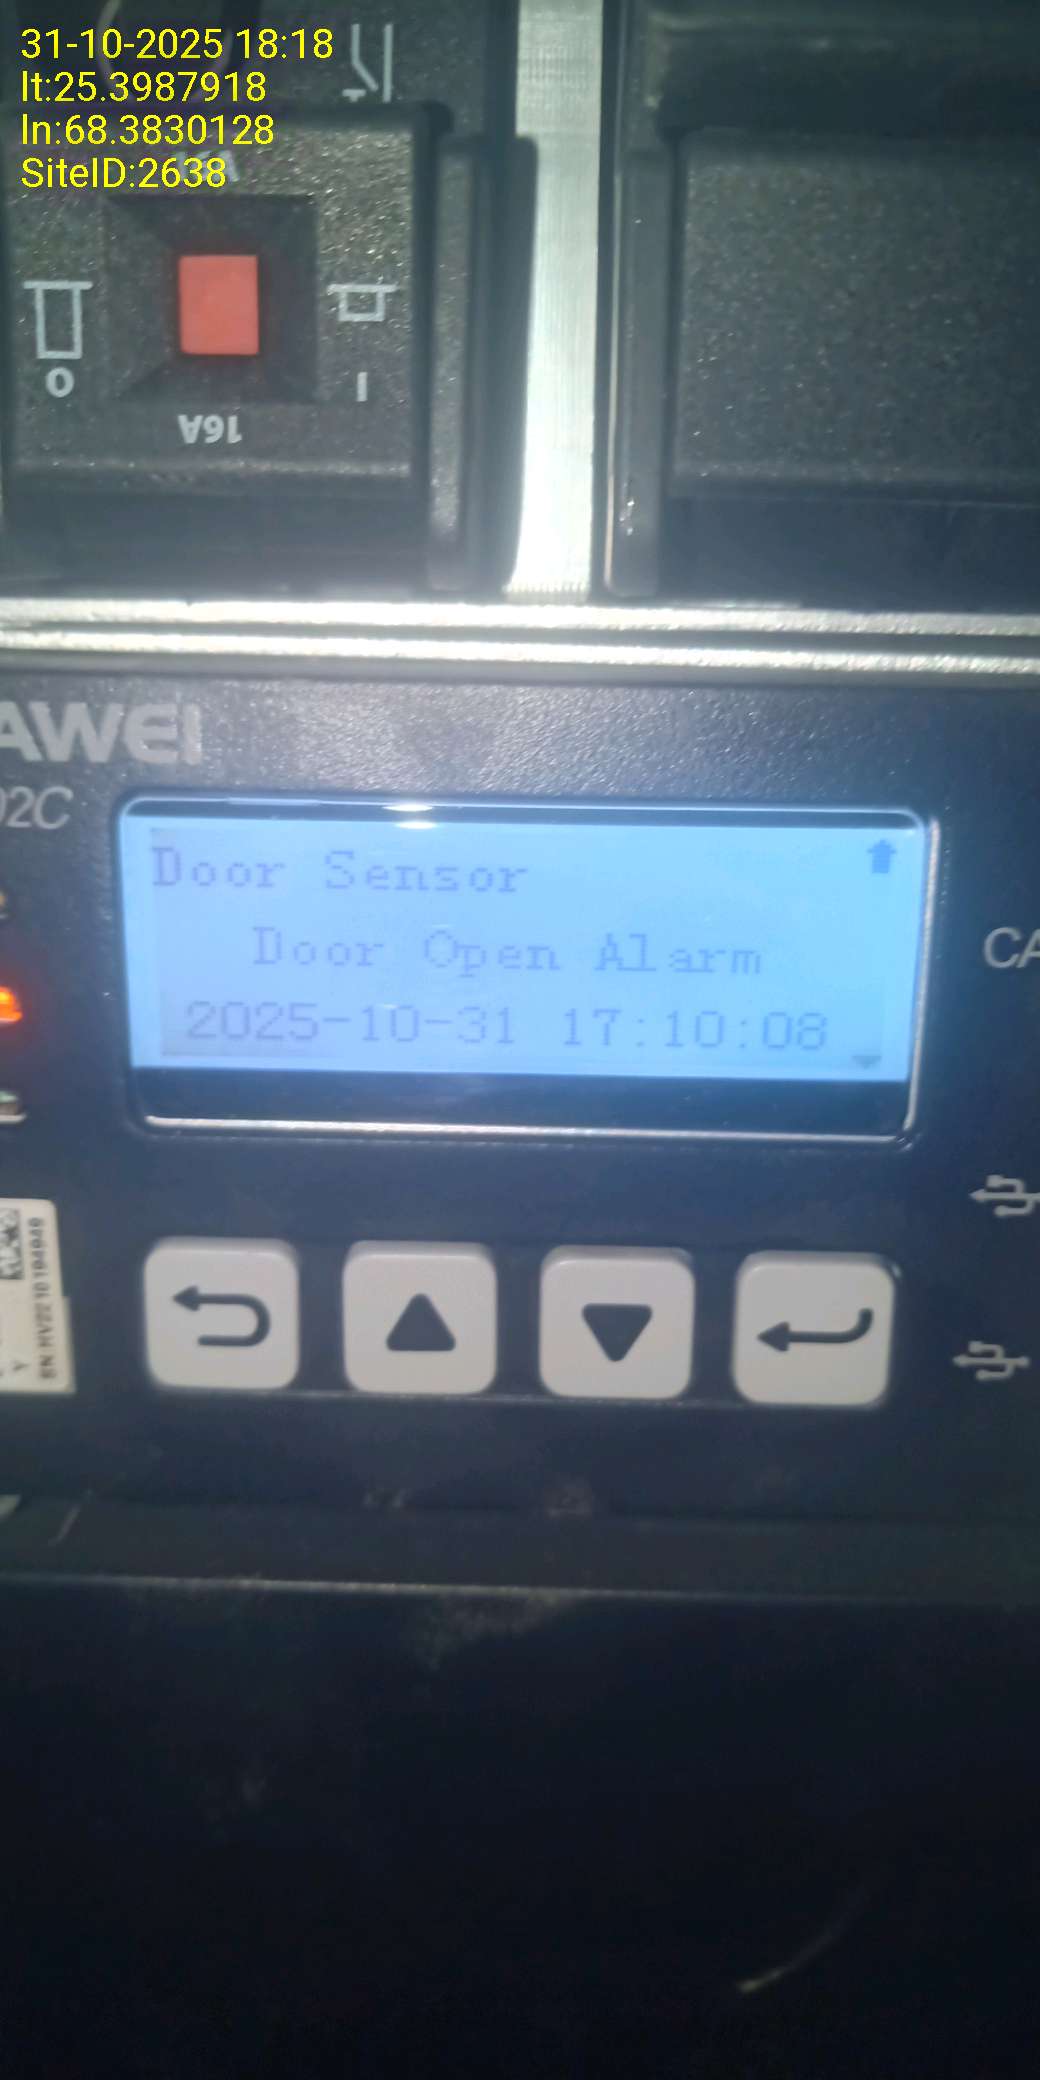 31-10-2025 18:18
lt:25.3987918
ln:68.3830128
SiteID:2638
O
I
16A
AWEI
02C
Door Sensor
Door Open Alarm
2025-10-31 17:10:08
CA